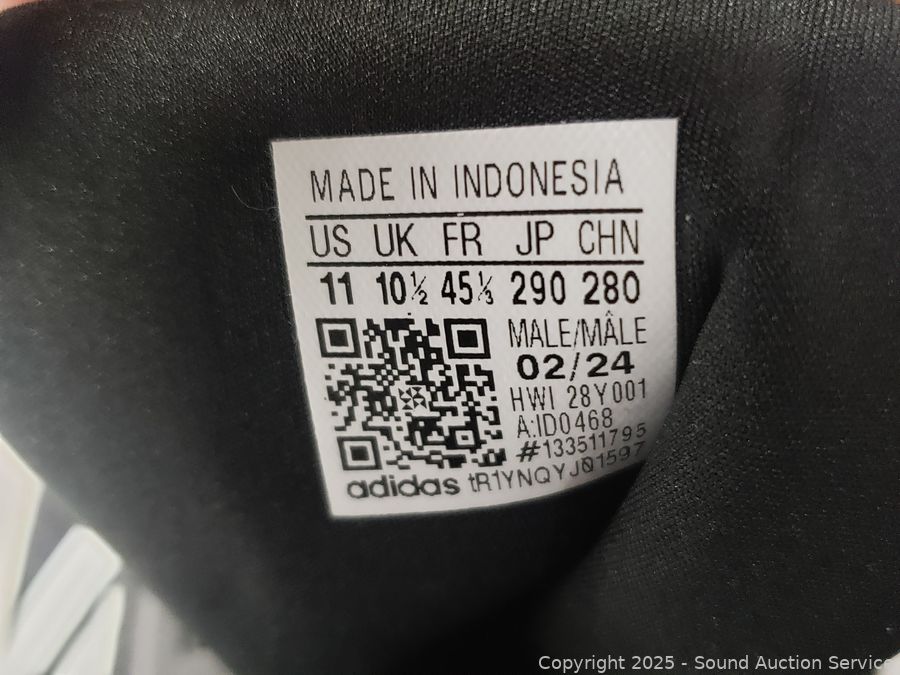 MADE IN INDONESIA
US UK FR JP CHN
11 10½ 45⅓ 290 280
MALE/MÂLE
02/24
HWI 28Y001
A:ID0468
#133511795
adidas tR1YNQYJ01597
Copyright 2025 - Sound Auction Service